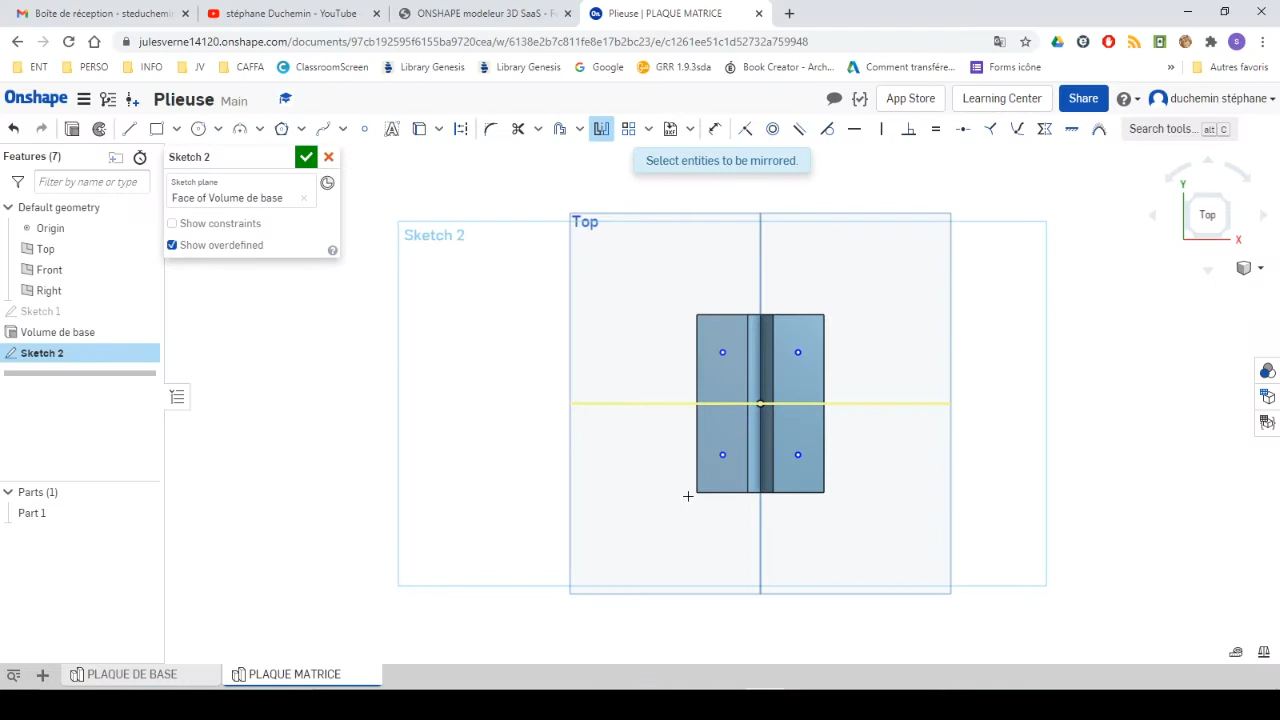 Boîte de réception - steduchemin
stéphane Duchemin - YouTube
ONSHAPE modeleur 3D SaaS - F
Plieuse | PLAQUE MATRICE
julesverne14120.onshape.com/documents/97cb192595f6155ba9720cea/w/6138e2b7c811fe8e17b2bc23/e/c1261ee51c1d52732a759948
ENT
PERSO
INFO
JV
CAFFA
ClassroomScreen
Library Genesis
Library Genesis
Google
GRR 1.9.3sda
Book Creator - Arch...
Comment transfére...
Forms icône
»
Autres favoris
Onshape
Plieuse Main
App Store
Learning Center
Share
duchemin stéphane
Search tools... alt C
Features (7)
Filter by name or type
Default geometry
Origin
Top
Front
Right
Sketch 1
Volume de base
Sketch 2
Parts (1)
Part 1
Sketch 2
Sketch plane
Face of Volume de base
Show constraints
Show overdefined
Select entities to be mirrored.
Sketch 2
Top
Y
Top
X
PLAQUE DE BASE
PLAQUE MATRICE